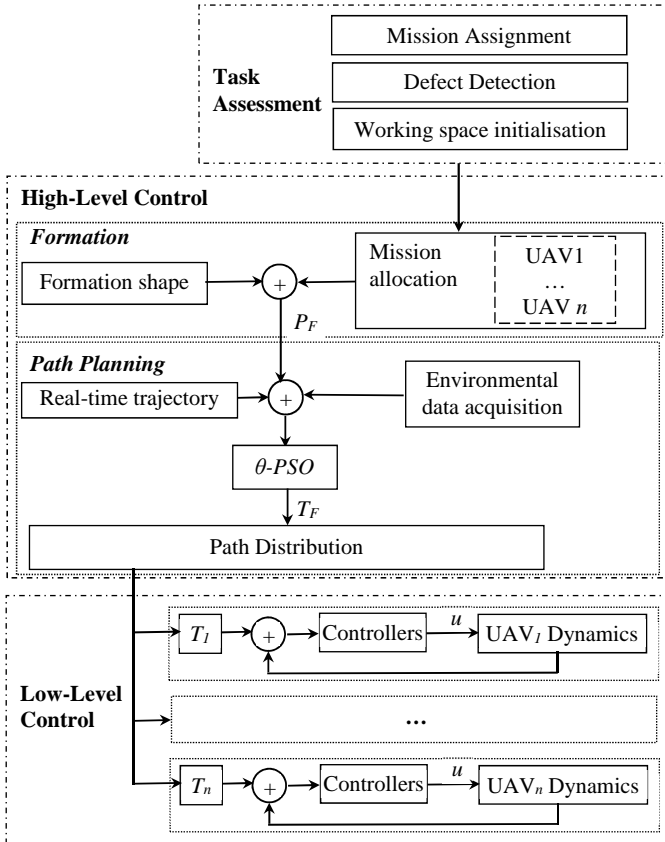 Mission Assignment
Task
Assessment
Defect Detection
Working space initialisation
High-Level Control
Formation
Mission
allocation
UAV1
...
UAV n
Formation shape
+
P_F
Path Planning
Real-time trajectory
+
Environmental
data acquisition
θ-PSO
T_F
Path Distribution
Low-Level
Control
T_1
+
Controllers
u
UAV_1 Dynamics
...
T_n
+
Controllers
u
UAV_n Dynamics